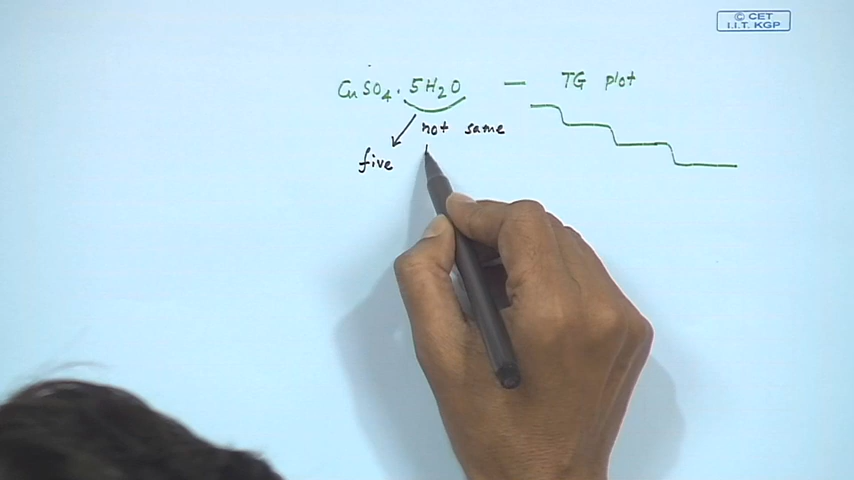 © CET
I.I.T. KGP
CuSO4. 5H2O — TG plot
not same
five